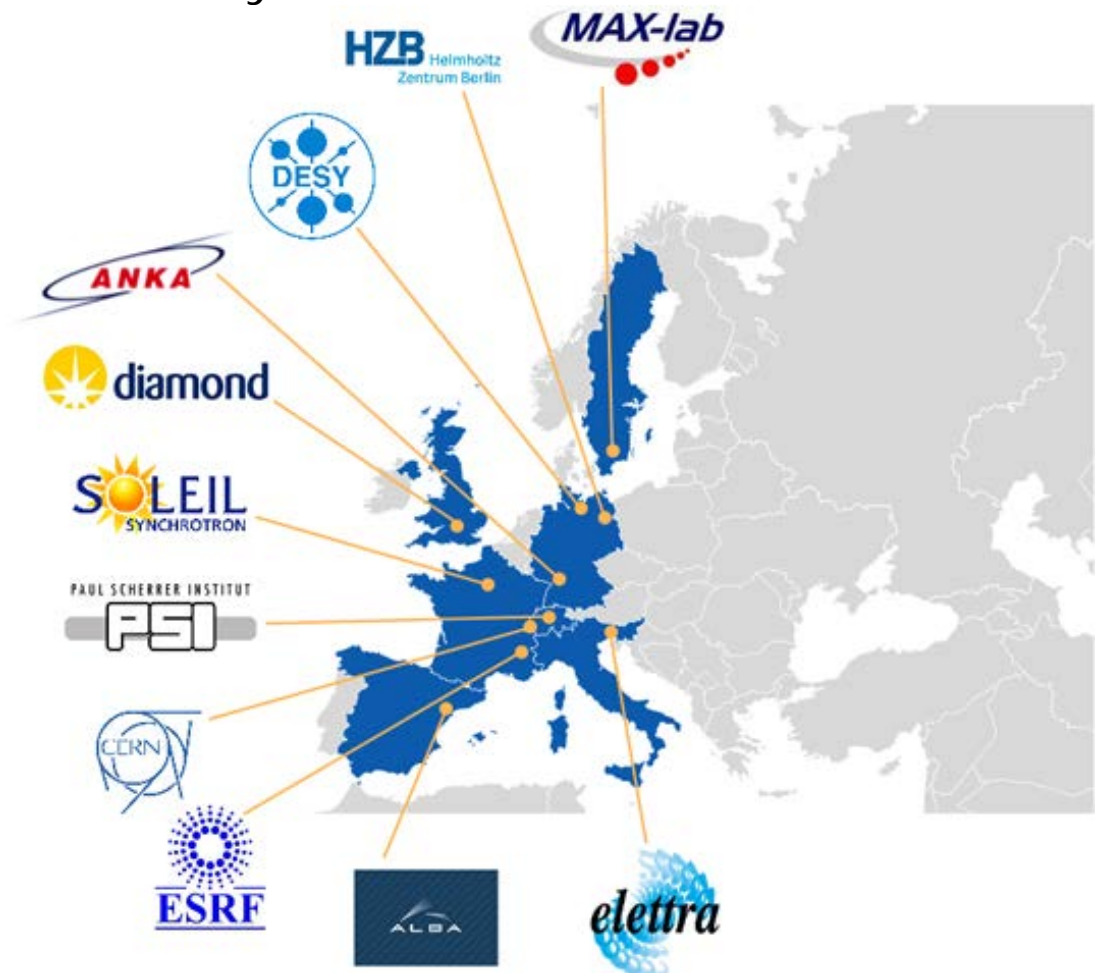 HZB Helmholtz
Zentrum Berlin
MAX-lab
DESY
ANKA
diamond
SOLEIL
SYNCHROTRON
PAUL SCHERRER INSTITUT
PSI
CERN
ESRF
ALBA
elettra